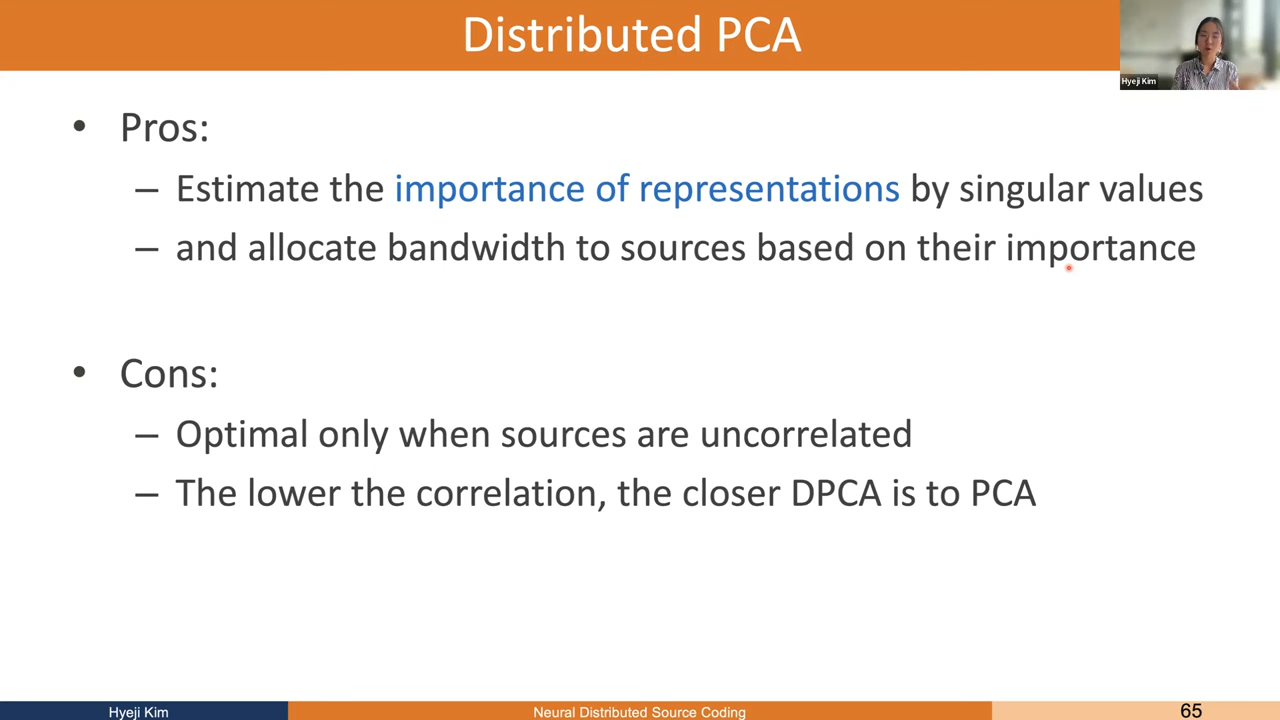 Distributed PCA
Hyeji Kim
• Pros:
– Estimate the importance of representations by singular values
– and allocate bandwidth to sources based on their importance
• Cons:
– Optimal only when sources are uncorrelated
– The lower the correlation, the closer DPCA is to PCA
Hyeji Kim
Neural Distributed Source Coding
65